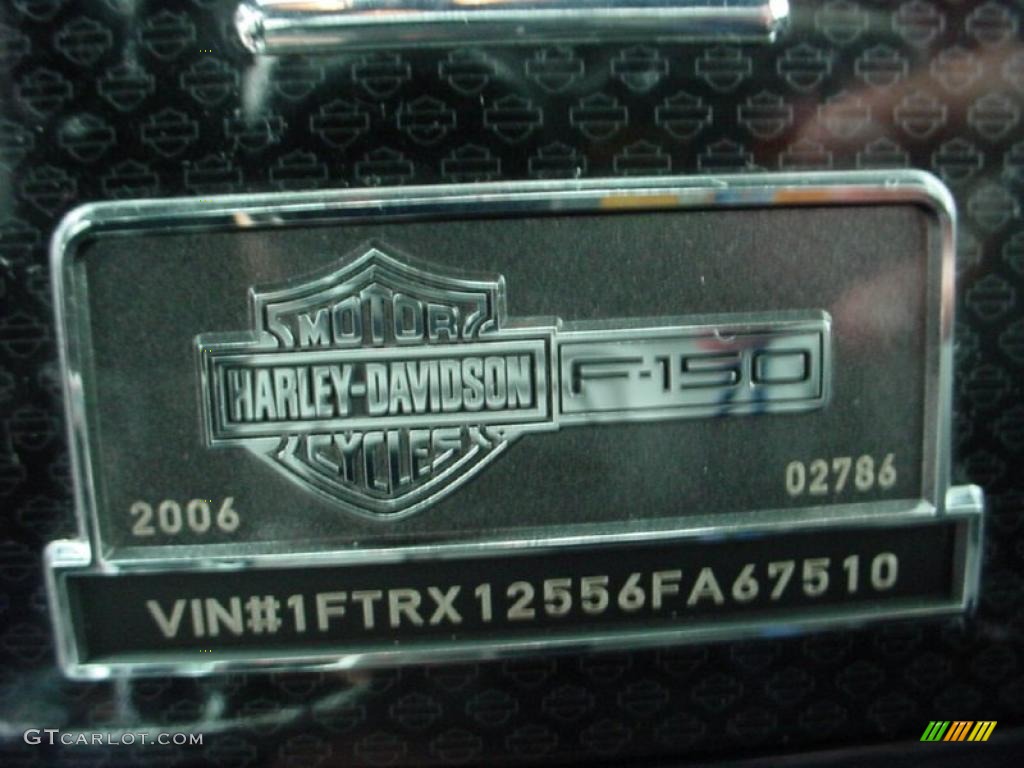 MOTOR
HARLEY-DAVIDSON
CYCLES
F-150
2006
02786
VIN#1FTRX12556FA67510
GTCARLOT.COM